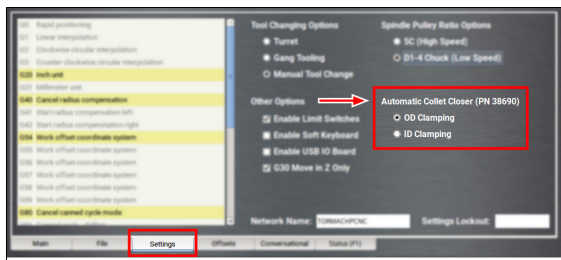 G0 Rapid positioning
G1 Linear interpolation
G2 Clockwise circular interpolation
G3 Counter clockwise circular interpolation
G20 Inch unit
G21 Millimeter unit
G40 Cancel radius compensation
G41 Start radius compensation left
G42 Start radius compensation right
G54 Work offset coordinate system
G55 Work offset coordinate system
G56 Work offset coordinate system
G57 Work offset coordinate system
G58 Work offset coordinate system
G59 Work offset coordinate system
G80 Cancel canned cycle mode
Tool Changing Options
Turret
Gang Tooling
Manual Tool Change
Other Options
Enable Limit Switches
Enable Soft Keyboard
Enable USB IO Board
G30 Move in Z Only
Spindle Pulley Ratio Options
5C (High Speed)
D1-4 Chuck (Low Speed)
Automatic Collet Closer (PN 38690)
OD Clamping
ID Clamping
Network Name: TORMACHPCNC
Settings Lockout:
Main File Settings Offsets Conversational Status (F1)